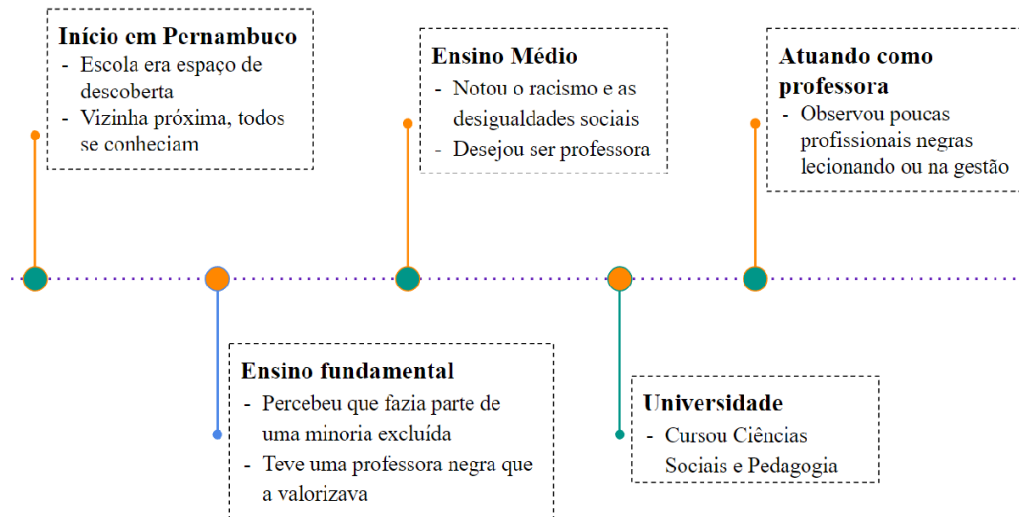 Início em Pernambuco
- Escola era espaço de
descoberta
- Vizinha próxima, todos
se conheciam
Ensino fundamental
- Percebeu que fazia parte de
uma minoria excluída
- Teve uma professora negra que
a valorizava
Ensino Médio
- Notou o racismo e as
desigualdades sociais
- Desejou ser professora
Universidade
- Cursou Ciências
Sociais e Pedagogia
Atuando como
professora
- Observou poucas
profissionais negras
lecionando ou na gestão